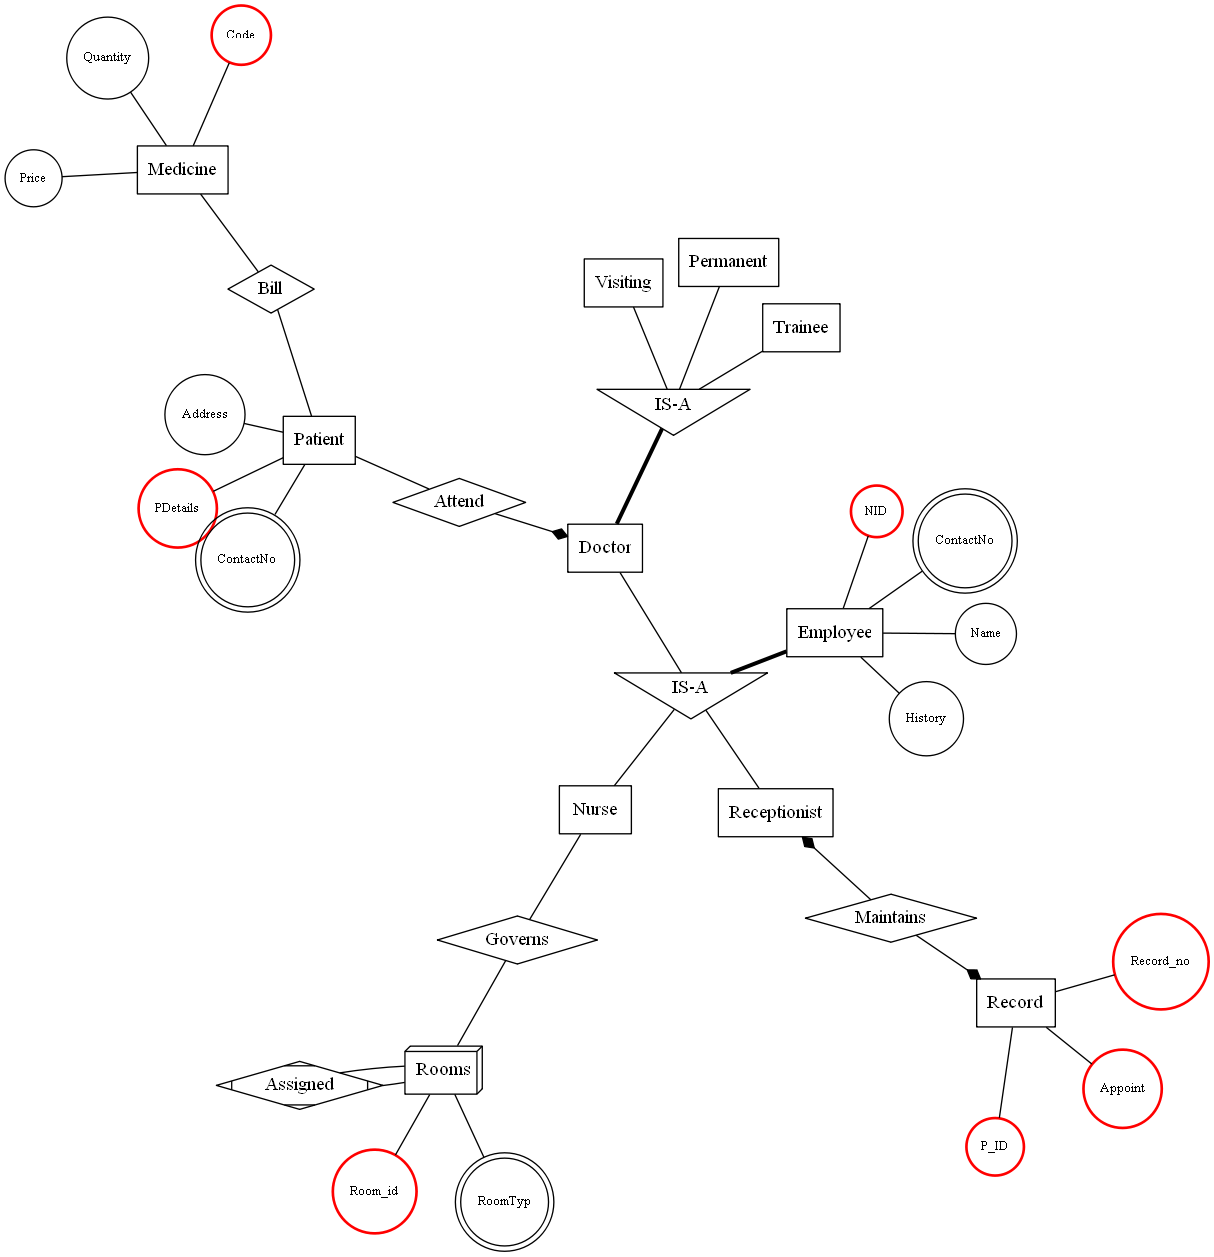 Code
Quantity
Medicine
Price
Permanent
Visiting
Bill
Trainee
IS-A
Address
Patient
Attend
PDetails
NID
ContactNo
Doctor
ContactNo
Employee
Name
IS-A
History
Nurse
Receptionist
Maintains
Governs
Record_no
Record
Rooms
Assigned
Appoint
P_ID
Room_id
RoomTyp